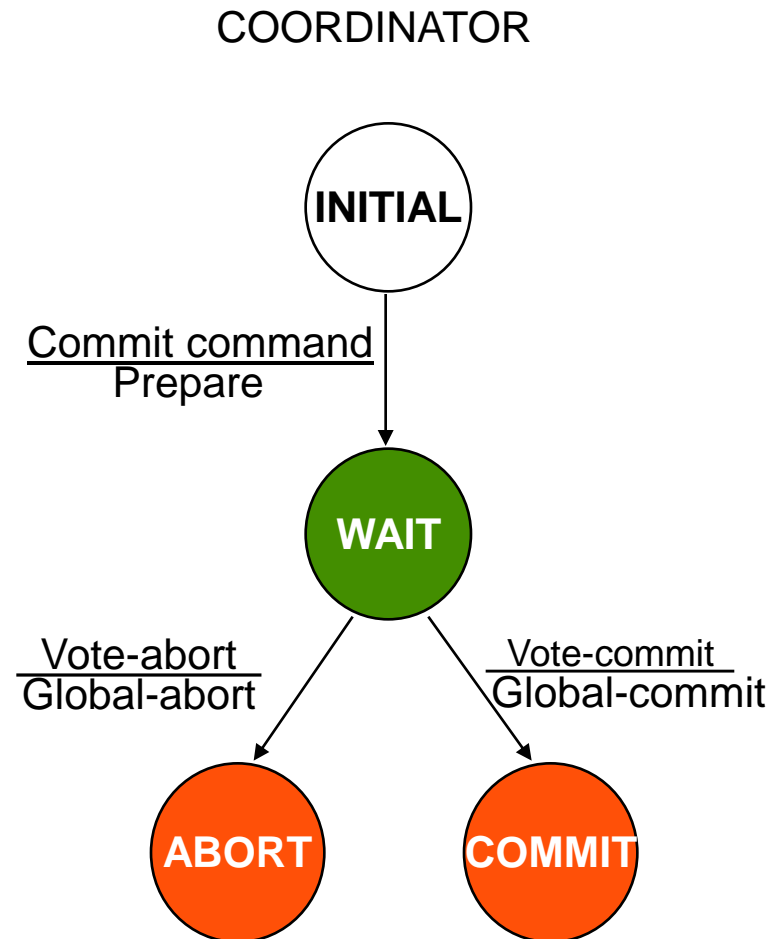 COORDINATOR
INITIAL
Commit command
Prepare
WAIT
Vote-abort
Global-abort
Vote-commit
Global-commit
ABORT
COMMIT